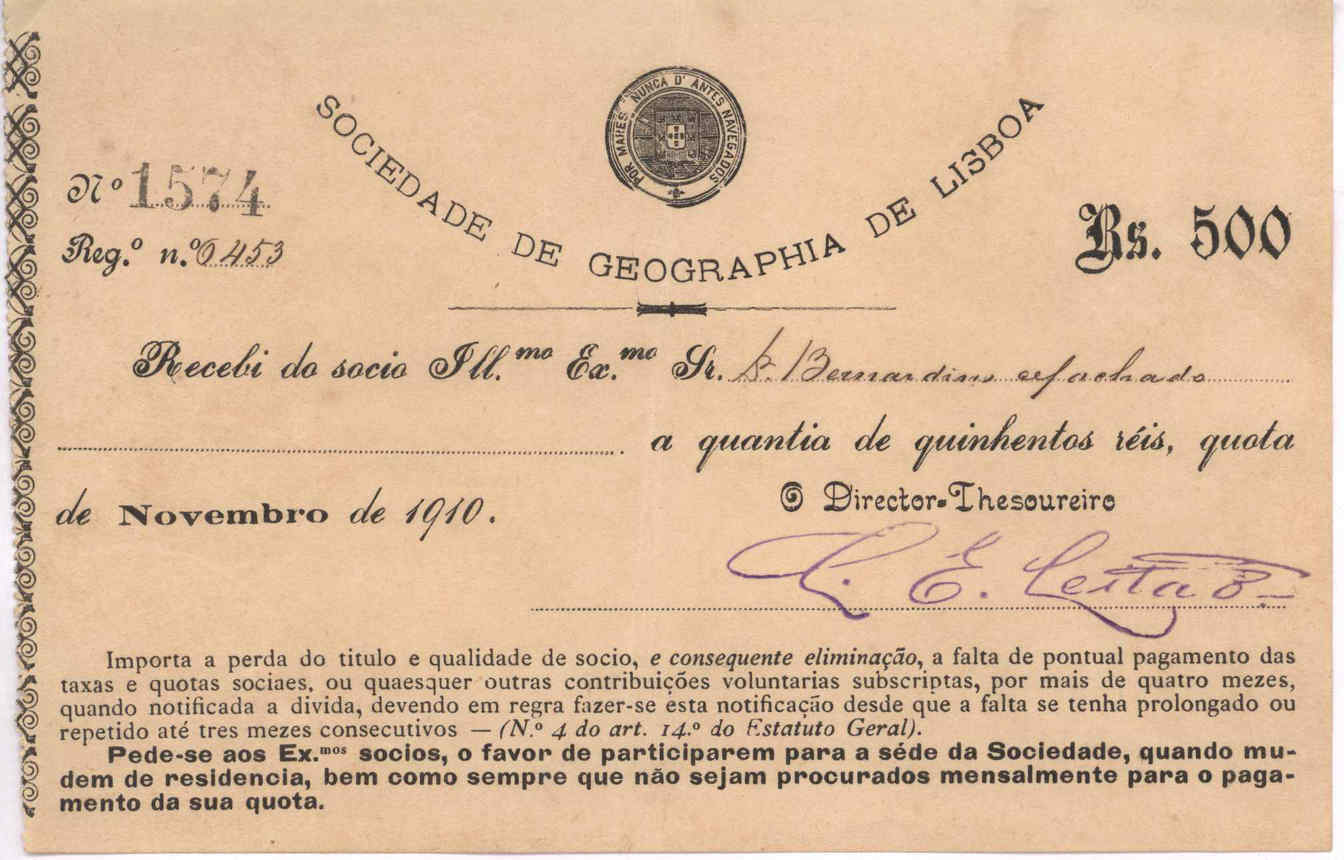 POR MARES NUNCA D' ANTES NAVEGADOS
SOCIEDADE DE GEOGRAPHIA DE LISBOA
Nº 1574
Reg.º n.º 6453
Rs. 500
Recebi do socio Ill.mo Ex.mo Sr. Bernardino Machado
a quantia de quinhentos réis, quota
de Novembro de 1910.
O Director-Thesoureiro
E. Leitão
Importa a perda do titulo e qualidade de socio, e consequente eliminação, a falta de pontual pagamento das
taxas e quotas sociaes, ou quaesquer outras contribuições voluntarias subscriptas, por mais de quatro mezes,
quando notificada a divida, devendo em regra fazer-se esta notificação desde que a falta se tenha prolongado ou
repetido até tres mezes consecutivos — (N.º 4 do art. 14.º do Estatuto Geral).
Pede-se aos Ex.mos socios, o favor de participarem para a séde da Sociedade, quando mu-
dem de residencia, bem como sempre que não sejam procurados mensalmente para o paga-
mento da sua quota.